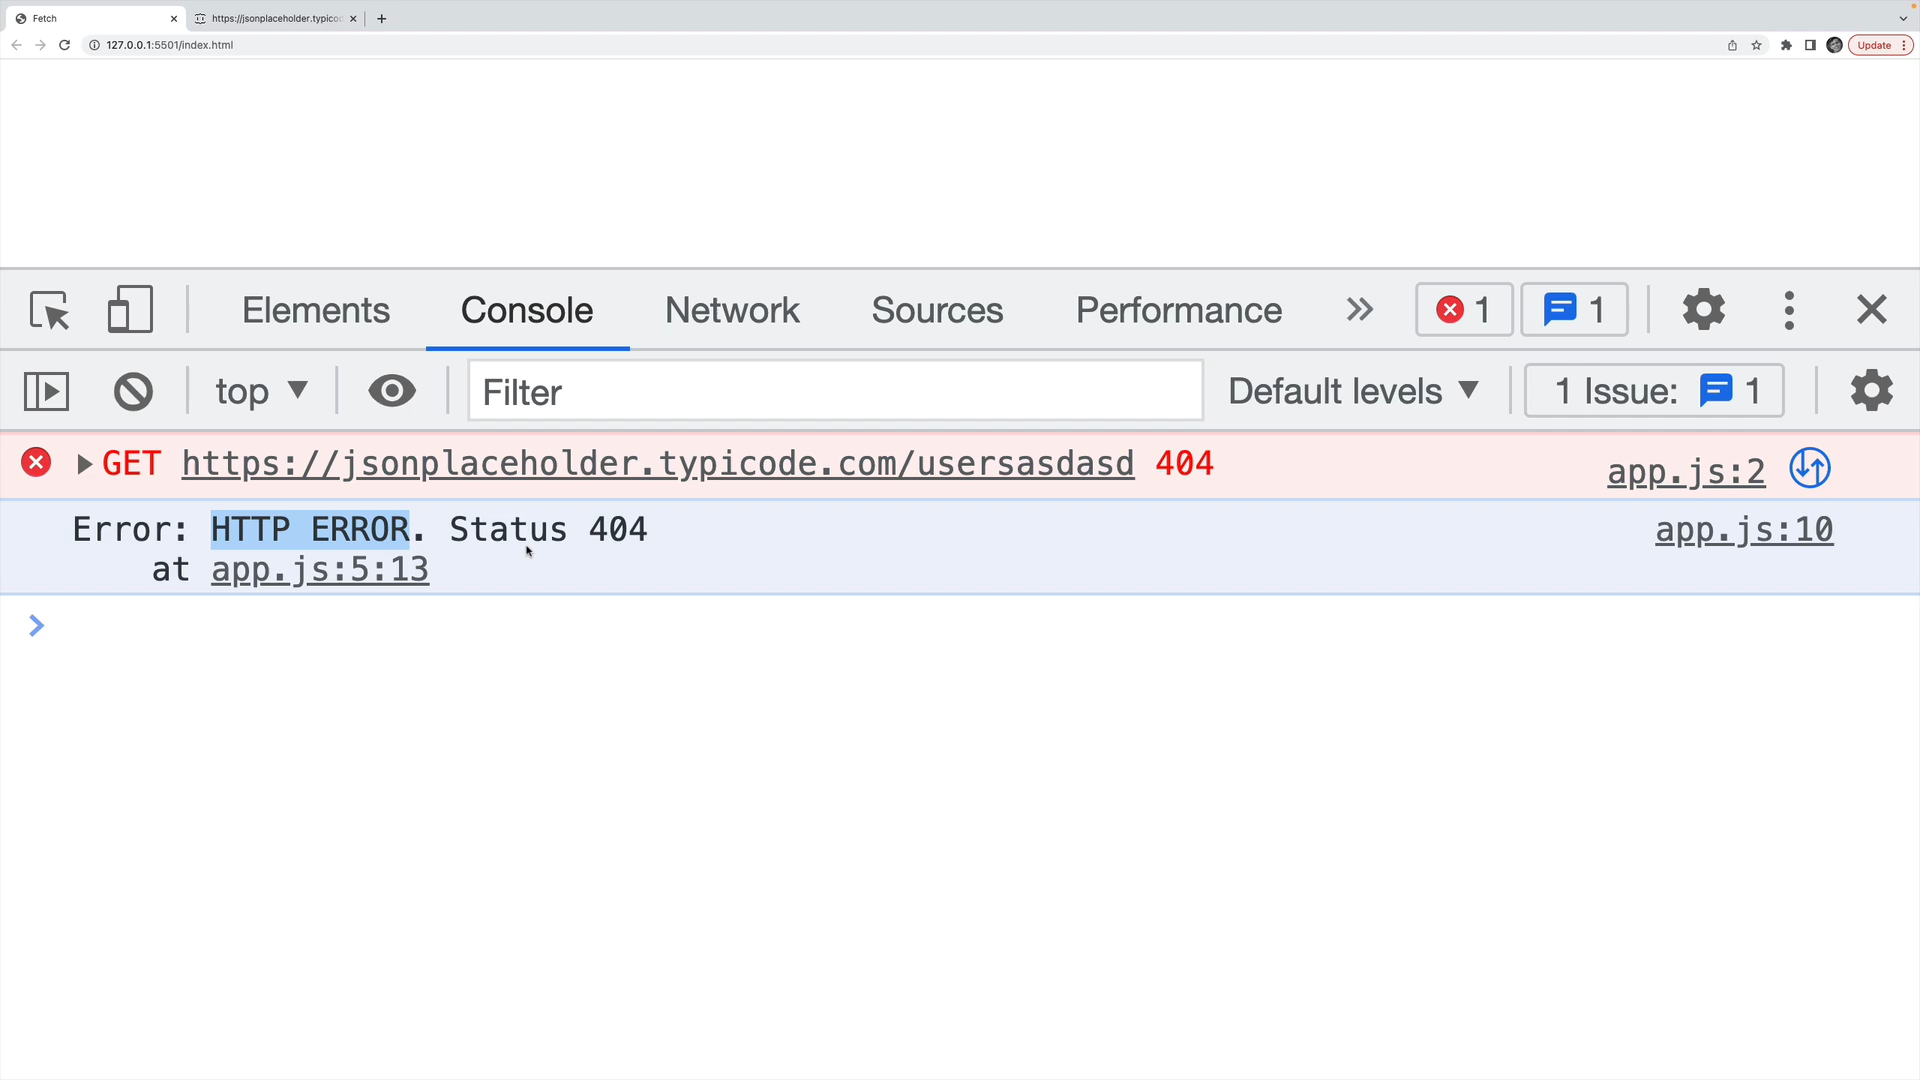 Fetch
https://jsonplaceholder.typico
127.0.0.1:5501/index.html
Update
Elements Console Network Sources Performance 1 1
top Filter Default levels 1 Issue: 1
GET https://jsonplaceholder.typicode.com/usersasdasd 404 app.js:2
Error: HTTP ERROR. Status 404 app.js:10
at app.js:5:13